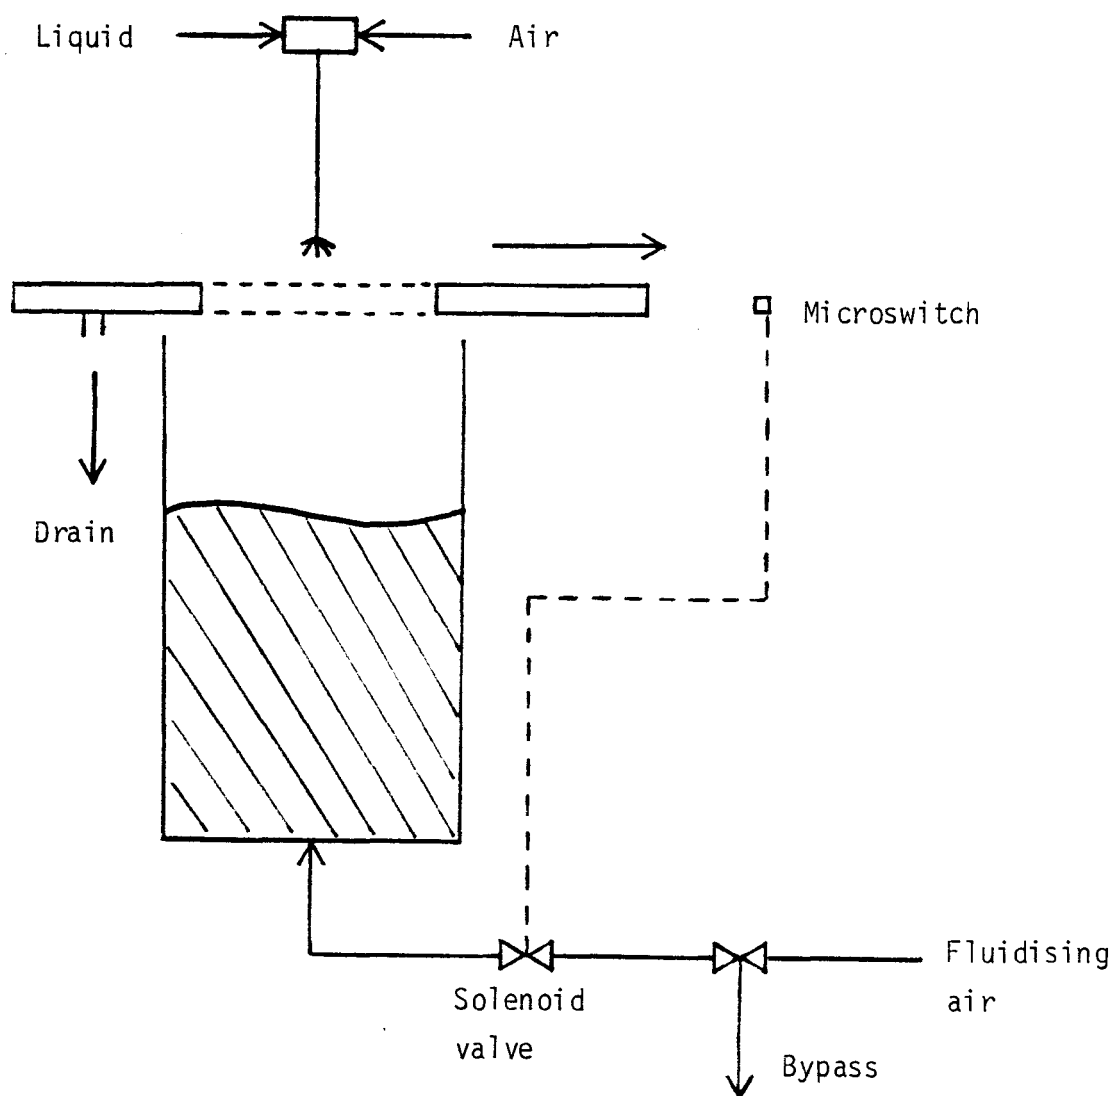 Liquid
Air
Microswitch
Drain
Fluidising
air
Solenoid
valve
Bypass